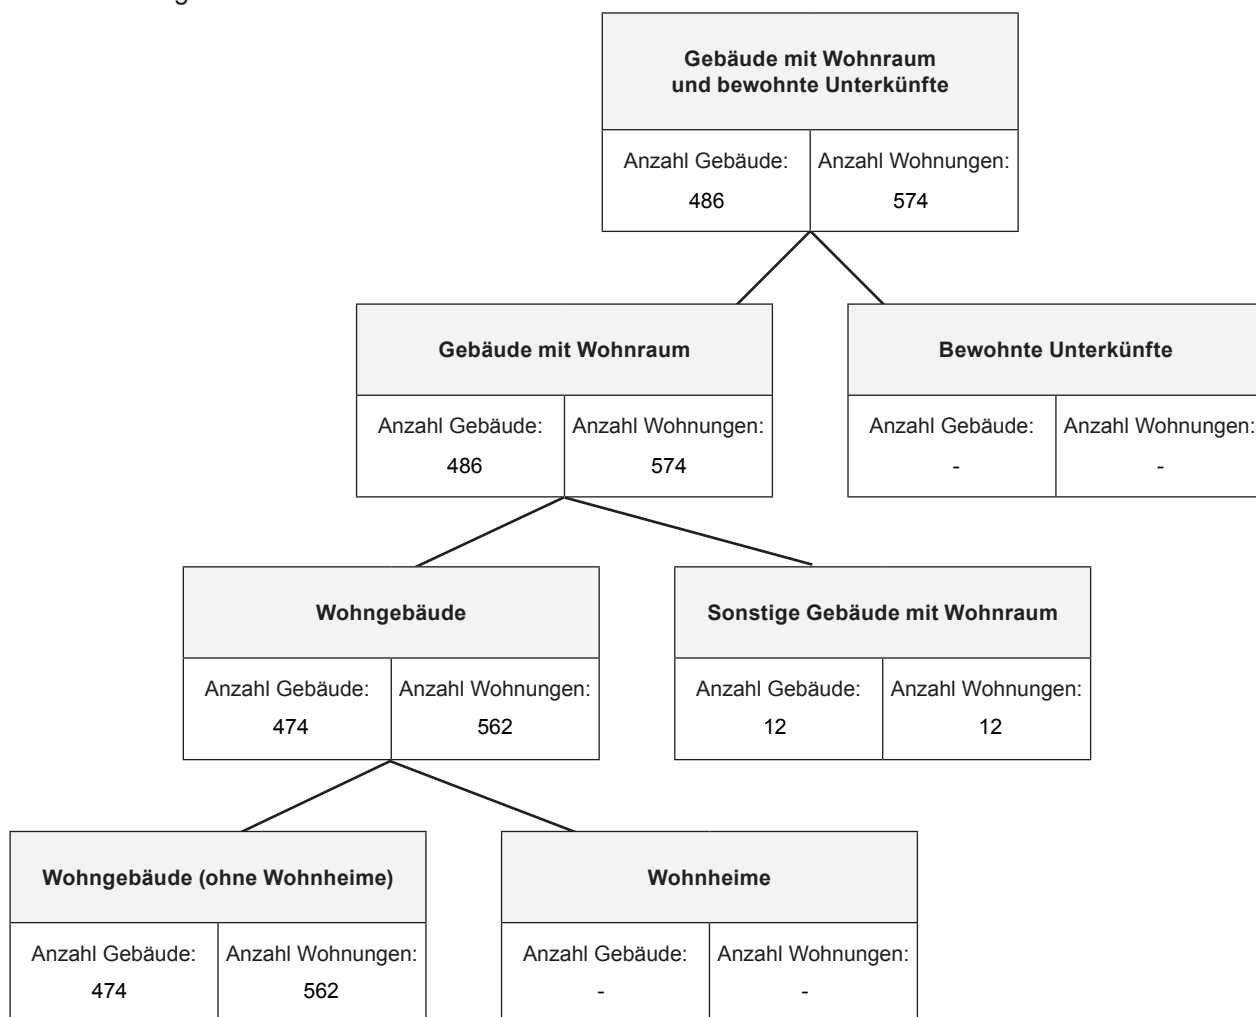 Gebäude mit Wohnraum
und bewohnte Unterkünfte
Anzahl Gebäude: Anzahl Wohnungen:
486 574
Gebäude mit Wohnraum
Anzahl Gebäude: Anzahl Wohnungen:
486 574
Bewohnte Unterkünfte
Anzahl Gebäude: Anzahl Wohnungen:
- -
Wohngebäude
Anzahl Gebäude: Anzahl Wohnungen:
474 562
Sonstige Gebäude mit Wohnraum
Anzahl Gebäude: Anzahl Wohnungen:
12 12
Wohngebäude (ohne Wohnheime)
Anzahl Gebäude: Anzahl Wohnungen:
474 562
Wohnheime
Anzahl Gebäude: Anzahl Wohnungen:
- -